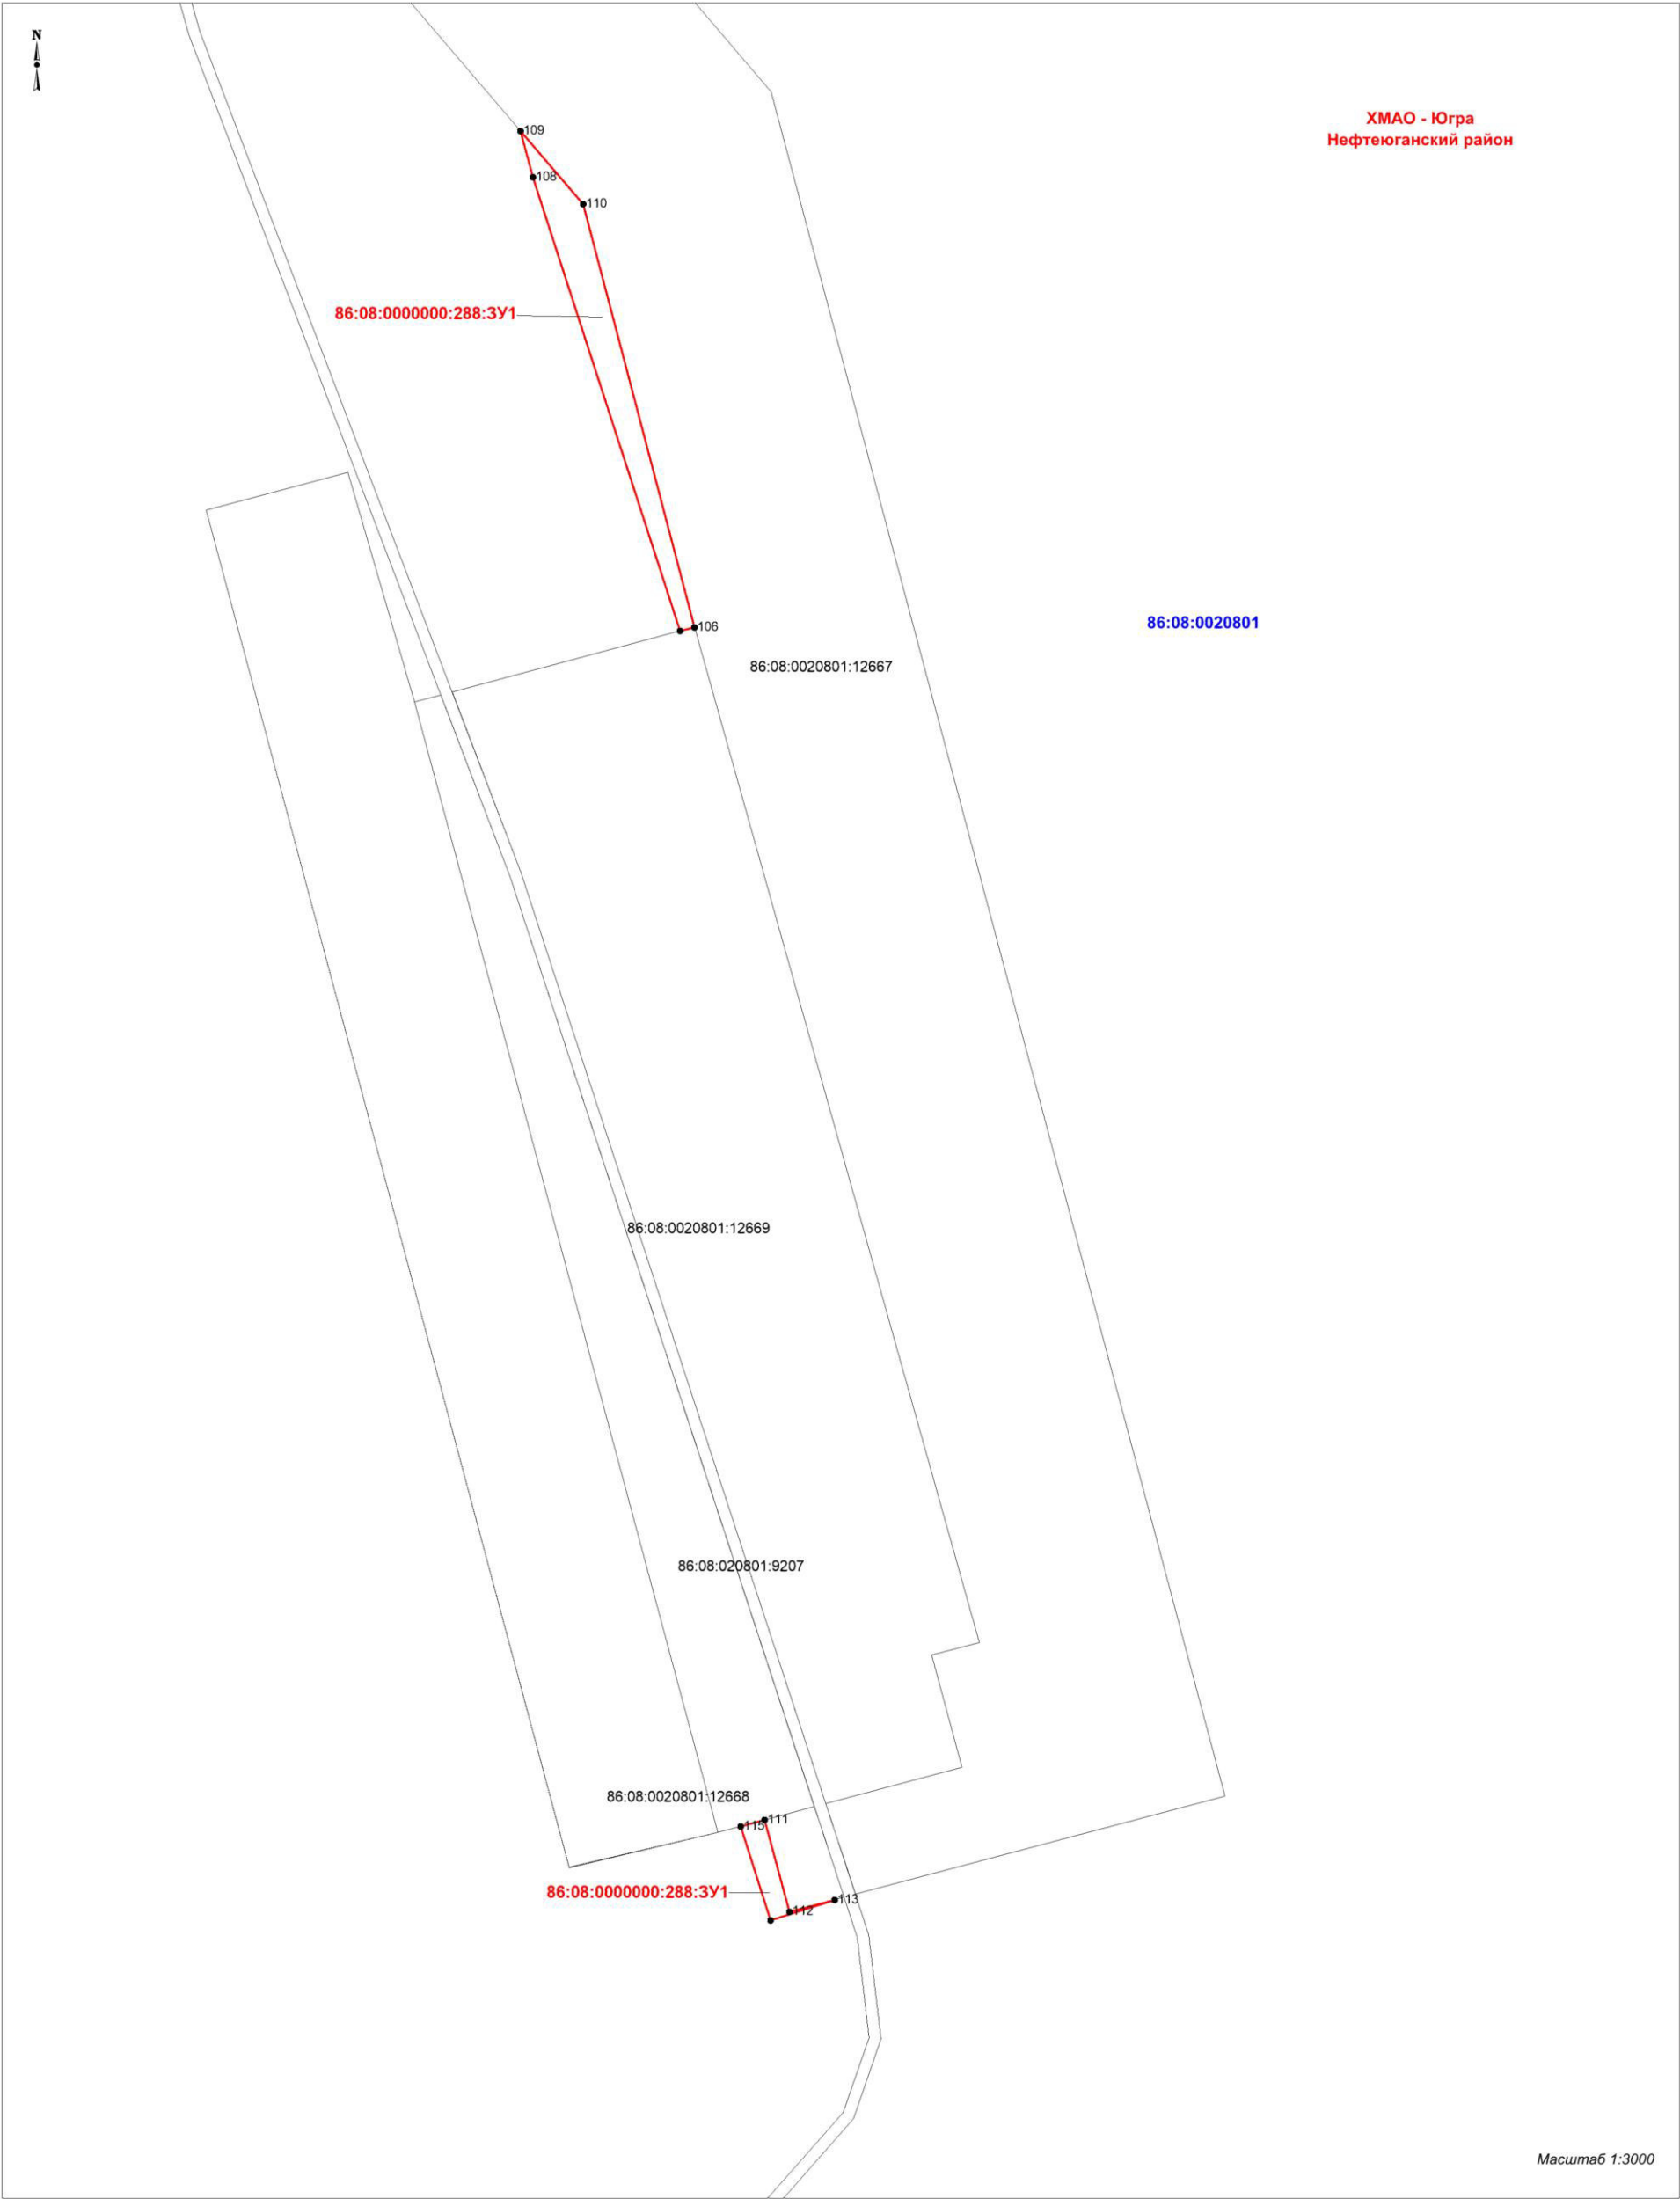 N
ХМАО - Югра
Нефтеюганский район
109
108
110
86:08:0000000:288:ЗУ1
106
86:08:0020801
86:08:0020801:12667
86:08:0020801:12669
86:08:020801:9207
86:08:0020801:12668
111
115
86:08:0000000:288:ЗУ1
113
112
Масштаб 1:3000